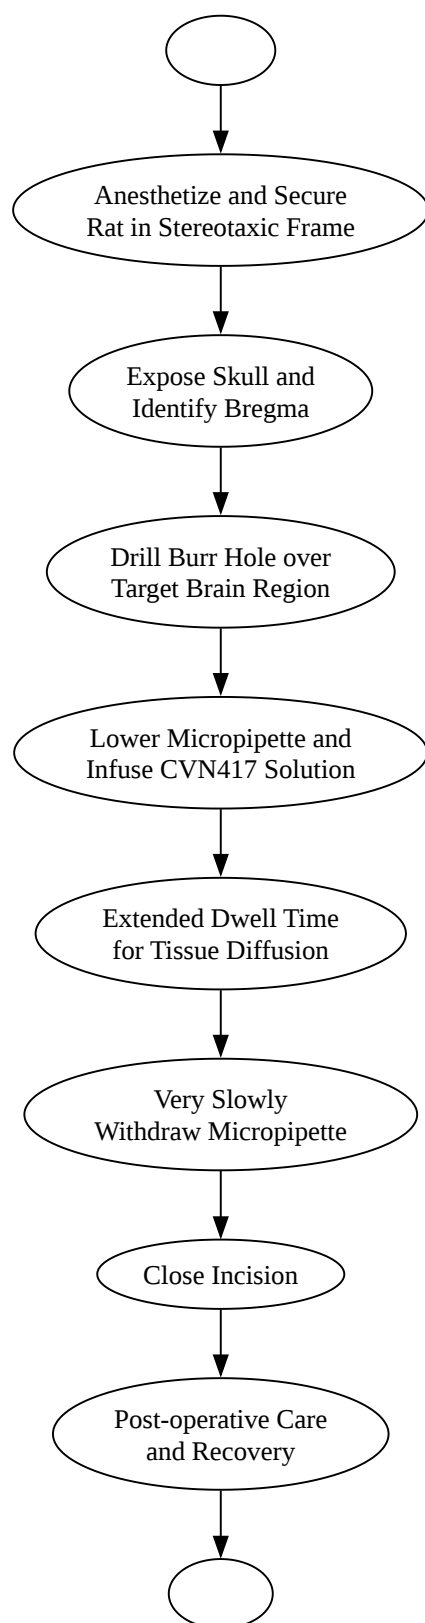 Anesthetize and Secure
Rat in Stereotaxic Frame
Expose Skull and
Identify Bregma
Drill Burr Hole over
Target Brain Region
Lower Micropipette and
Infuse CVN417 Solution
Extended Dwell Time
for Tissue Diffusion
Very Slowly
Withdraw Micropipette
Close Incision
Post-operative Care
and Recovery